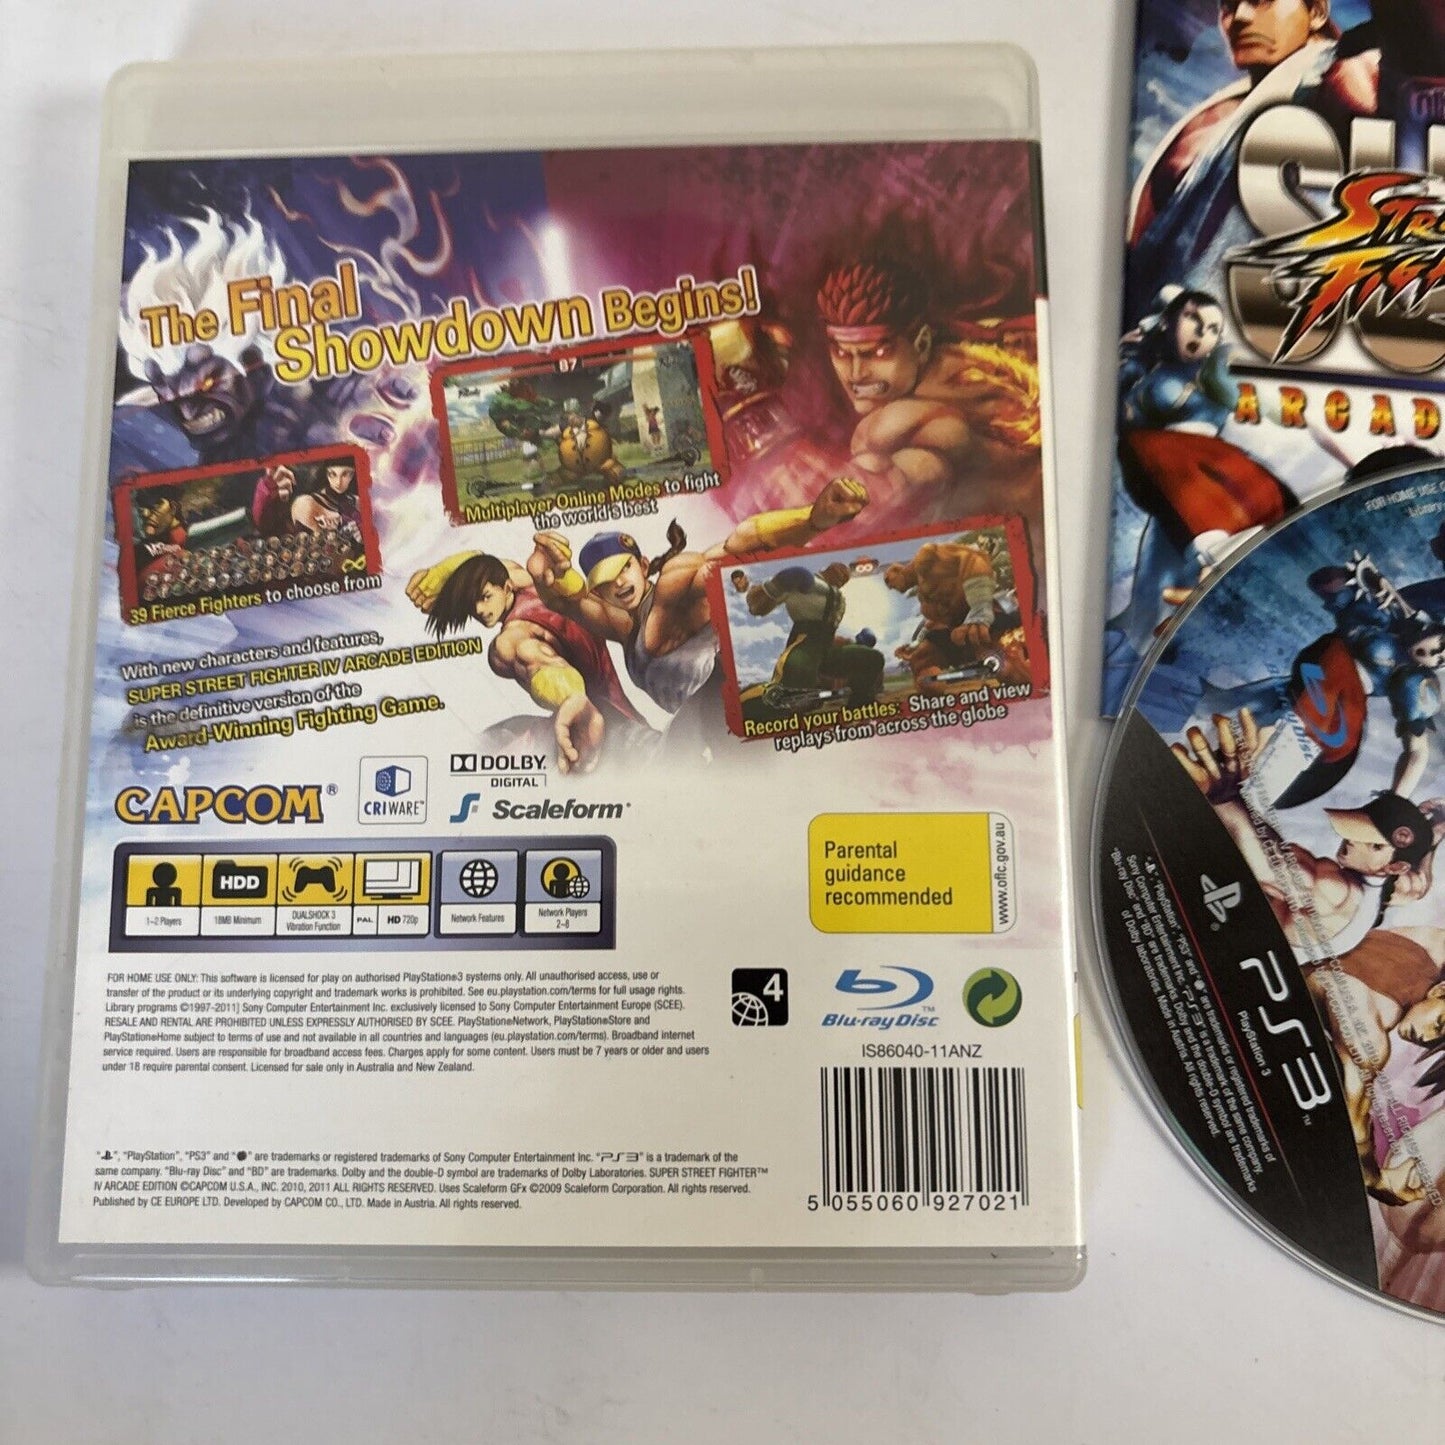 The Final
Showdown Begins!
87
Multiplayer Online Modes to fight
the world's best
39 Fierce Fighters to choose from
With new characters and features,
SUPER STREET FIGHTER IV ARCADE EDITION
is the definitive version of the
Award-Winning Fighting Game.
Record your battles: Share and view
replays from across the globe
CAPCOM®
CRIWARE™
DOLBY
DIGITAL
Scaleform®
Parental
guidance
recommended
www.oflc.gov.au
HDD
1-2 Players
DUALSHOCK 3
Vibration Function
PAL
HD 720p
Network Features
Network Players
2-8
FOR HOME USE ONLY: This software is licensed for play on authorised PlayStation®3 systems only. All unauthorised access, use or
transfer of the product or its underlying copyright and trademark works is prohibited. See eu.playstation.com/terms for full usage rights.
Library programs ©1997-2011] Sony Computer Entertainment Inc. exclusively licensed to Sony Computer Entertainment Europe (SCEE).
RESALE AND RENTAL ARE PROHIBITED UNLESS EXPRESSLY AUTHORISED BY SCEE. PlayStation®Network, PlayStation®Store and
PlayStation®Home subject to terms of use and not available in all countries and languages (eu.playstation.com/terms). Broadband internet
service required. Users are responsible for broadband access fees. Charges apply for some content. Users must be 7 years or older and users
under 18 require parental consent. Licensed for sale only in Australia and New Zealand.
4
Blu-ray Disc™
IS86040-11ANZ
"PlayStation", "PS3" and " " are trademarks or registered trademarks of Sony Computer Entertainment Inc. "PS3" is a trademark of the
same company. "Blu-ray Disc" and "BD" are trademarks. Dolby and the double-D symbol are trademarks of Dolby Laboratories. SUPER STREET FIGHTER™
IV ARCADE EDITION ©CAPCOM U.S.A., INC. 2010, 2011 ALL RIGHTS RESERVED. Uses Scaleform GFx ©2009 Scaleform Corporation. All rights reserved.
Published by CE EUROPE LTD. Developed by CAPCOM CO., LTD. Made in Austria. All rights reserved.
5 055060 927021
ARCAD
FOR HOME USE
PS3™
PlayStation 3